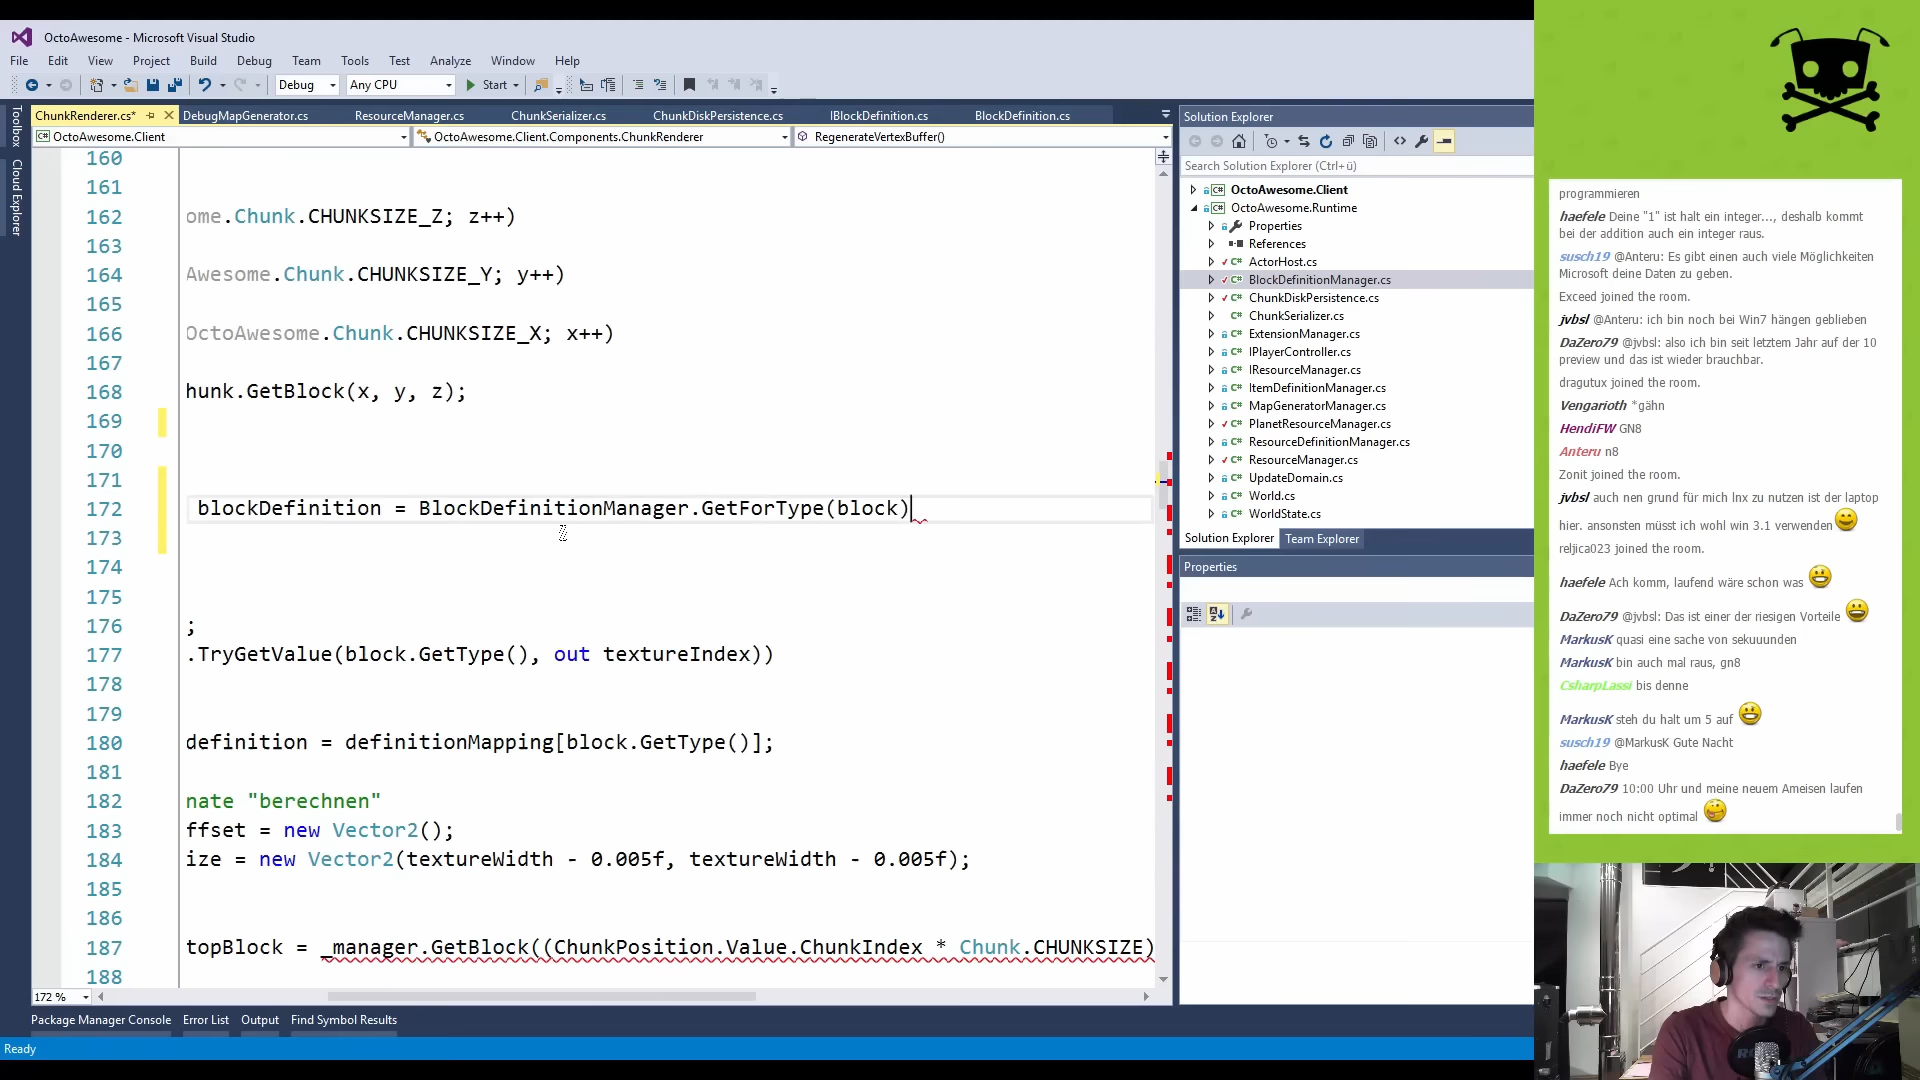 OctoAwesome - Microsoft Visual Studio
File Edit View Project Build Debug Team Tools Test Analyze Window Help
Debug Any CPU Start
ChunkRenderer.cs* DebugMapGenerator.cs ResourceManager.cs ChunkSerializer.cs ChunkDiskPersistence.cs IBlockDefinition.cs BlockDefinition.cs
OctoAwesome.Client OctoAwesome.Client.Components.ChunkRenderer RegenerateVertexBuffer()
Toolbox
Cloud Explorer
160
161
162 ome.Chunk.CHUNKSIZE_Z; z++)
163
164 Awesome.Chunk.CHUNKSIZE_Y; y++)
165
166 OctoAwesome.Chunk.CHUNKSIZE_X; x++)
167
168 hunk.GetBlock(x, y, z);
169
170
171
172 blockDefinition = BlockDefinitionManager.GetForType(block)
173
174
175
176 ;
177 .TryGetValue(block.GetType(), out textureIndex))
178
179
180 definition = definitionMapping[block.GetType()];
181
182 nate "berechnen"
183 ffset = new Vector2();
184 ize = new Vector2(textureWidth - 0.005f, textureWidth - 0.005f);
185
186
187 topBlock = _manager.GetBlock((ChunkPosition.Value.ChunkIndex * Chunk.CHUNKSIZE)
188
172 %
Package Manager Console Error List Output Find Symbol Results
Ready
Solution Explorer
Search Solution Explorer (Ctrl+ü)
OctoAwesome.Client
OctoAwesome.Runtime
Properties
References
ActorHost.cs
BlockDefinitionManager.cs
ChunkDiskPersistence.cs
ChunkSerializer.cs
ExtensionManager.cs
IPlayerController.cs
IResourceManager.cs
ItemDefinitionManager.cs
MapGeneratorManager.cs
PlanetResourceManager.cs
ResourceDefinitionManager.cs
ResourceManager.cs
UpdateDomain.cs
World.cs
WorldState.cs
Solution Explorer Team Explorer
Properties
programmieren
haefele Deine "1" ist halt ein integer..., deshalb kommt
bei der addition auch ein integer raus.
susch19 @Anteru: Es gibt einen auch viele Möglichkeiten
Microsoft deine Daten zu geben.
Exceed joined the room.
jvbsl @Anteru: ich bin noch bei Win7 hängen geblieben
DaZero79 @jvbsl: also ich bin seit letztem Jahr auf der 10
preview und das ist wieder brauchbar.
dragutux joined the room.
Vengarioth *gähn
HendiFW GN8
Anteru n8
Zonit joined the room.
jvbsl auch nen grund für mich lnx zu nutzen ist der laptop
hier. ansonsten müsst ich wohl win 3.1 verwenden
reljica023 joined the room.
haefele Ach komm, laufend wäre schon was
DaZero79 @jvbsl: Das ist einer der riesigen Vorteile
MarkusK quasi eine sache von sekuuunden
MarkusK bin auch mal raus, gn8
CsharpLassi bis denne
MarkusK steh du halt um 5 auf
susch19 @MarkusK Gute Nacht
haefele Bye
DaZero79 10:00 Uhr und meine neuem Ameisen laufen
immer noch nicht optimal